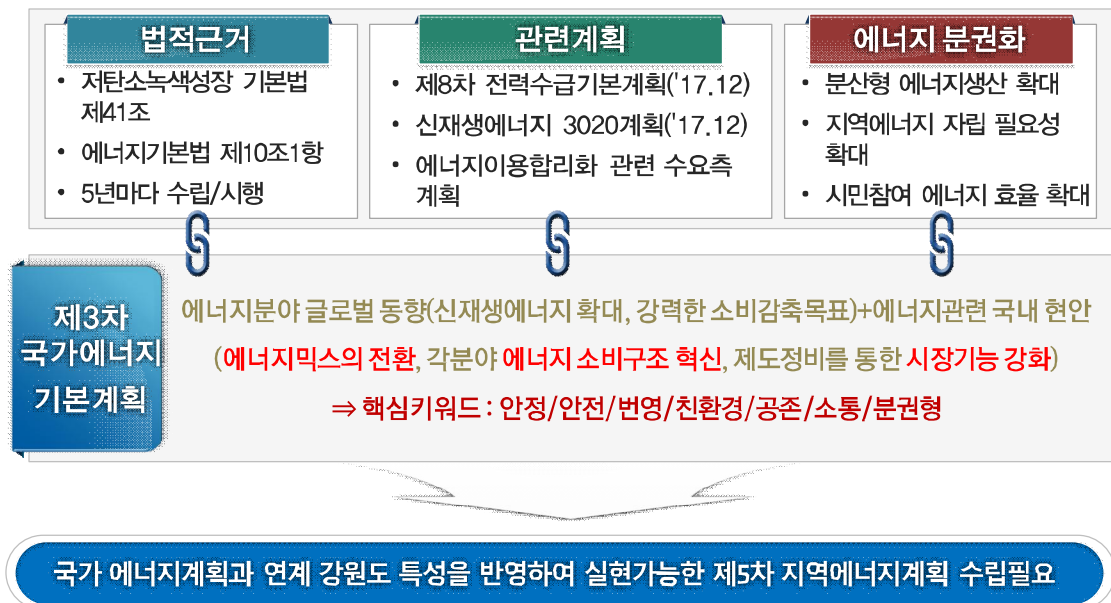 법적근거
• 저탄소녹색성장 기본법
제41조
• 에너지기본법 제10조1항
• 5년마다 수립/시행
관련계획
• 제8차 전력수급기본계획('17.12)
• 신재생에너지 3020계획('17.12)
• 에너지이용합리화 관련 수요측
계획
에너지 분권화
• 분산형 에너지생산 확대
• 지역에너지 자립 필요성
확대
• 시민참여 에너지 효율 확대
제3차
국가에너지
기본계획
에너지분야 글로벌 동향(신재생에너지 확대, 강력한 소비감축목표)+에너지관련 국내 현안
(에너지믹스의 전환, 각분야 에너지 소비구조 혁신, 제도정비를 통한 시장기능 강화)
⇒ 핵심키워드 : 안정/안전/번영/친환경/공존/소통/분권형
국가 에너지계획과 연계 강원도 특성을 반영하여 실현가능한 제5차 지역에너지계획 수립필요